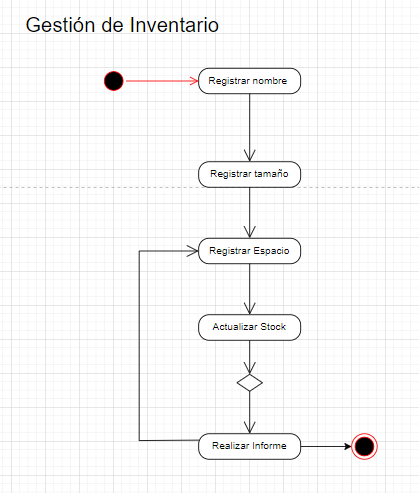 Gestión de Inventario
Registrar nombre
Registrar tamaño
Registrar Espacio
Actualizar Stock
Realizar Informe